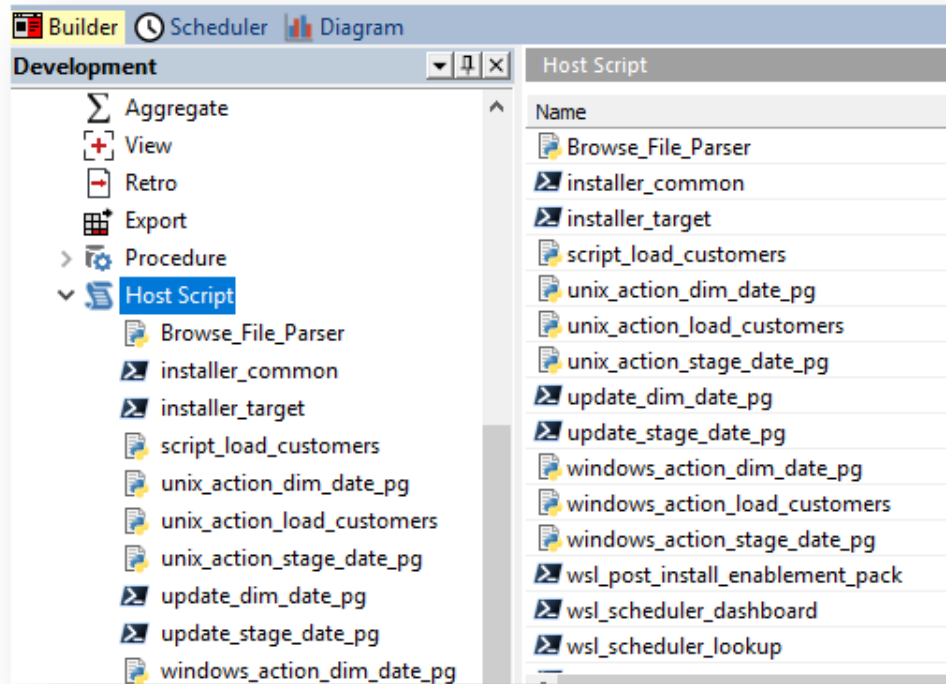 Builder Scheduler Diagram
Development
Aggregate
View
Retro
Export
Procedure
Host Script
Browse_File_Parser
installer_common
installer_target
script_load_customers
unix_action_dim_date_pg
unix_action_load_customers
unix_action_stage_date_pg
update_dim_date_pg
update_stage_date_pg
windows_action_dim_date_pg
Host Script
Name
Browse_File_Parser
installer_common
installer_target
script_load_customers
unix_action_dim_date_pg
unix_action_load_customers
unix_action_stage_date_pg
update_dim_date_pg
update_stage_date_pg
windows_action_dim_date_pg
windows_action_load_customers
windows_action_stage_date_pg
wsl_post_install_enablement_pack
wsl_scheduler_dashboard
wsl_scheduler_lookup